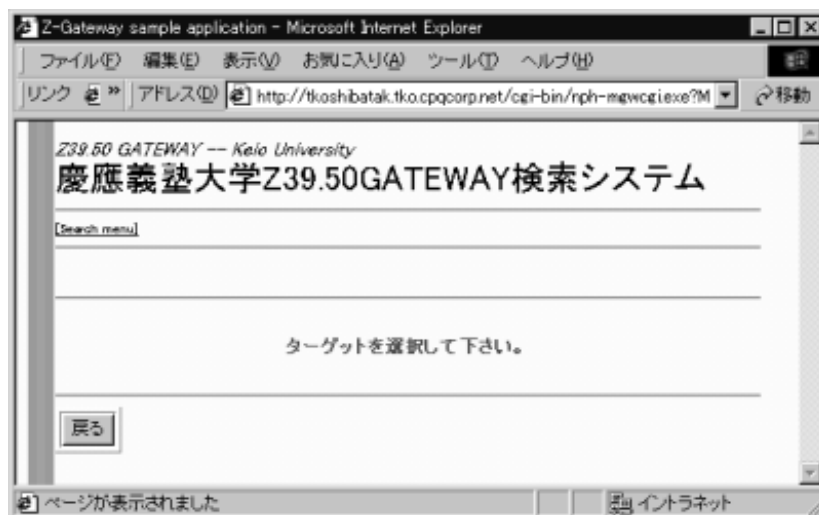 Z-Gateway sample application - Microsoft Internet Explorer
ファイル(F) 編集(E) 表示(V) お気に入り(A) ツール(T) ヘルプ(H)
リンク » アドレス(D) http://tkoshibatak.tko.cpqcorp.net/cgi-bin/nph-mgwcgi.exe?M 移動
Z39.50 GATEWAY -- Keio University
慶應義塾大学Z39.50GATEWAY検索システム
[Search menu]
ターゲットを選択して下さい。
戻る
ページが表示されました イントラネット